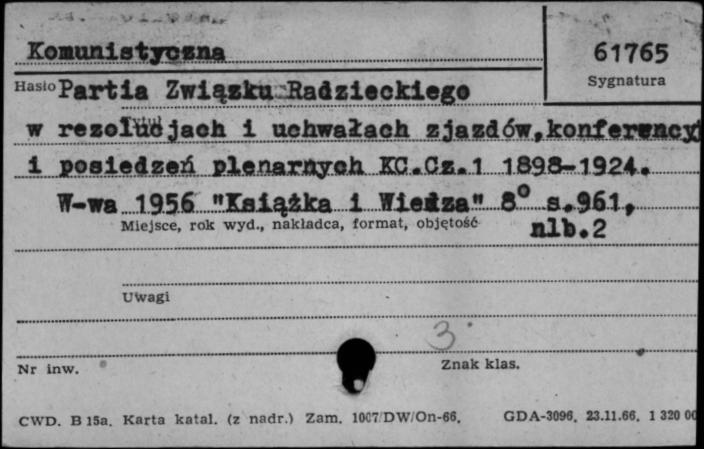 Komunistyczna
61765
Sygnatura
Hasło Partia Związku Radzieckiego
Tytuł
w rezolucjach i uchwałach zjazdów,konferencyj
i posiedzeń plenarnych KC.Cz.1 1898-1924.
W-wa 1956 "Książka i Wiedza" 8° s.961,
Miejsce, rok wyd., nakładca, format, objętość
nlb.2
Uwagi
3
Nr inw.
Znak klas.
CWD. B 15a. Karta katal. (z nadr.) Zam. 1007/DW/On-66. GDA-3096. 23.11.66. 1 320 00